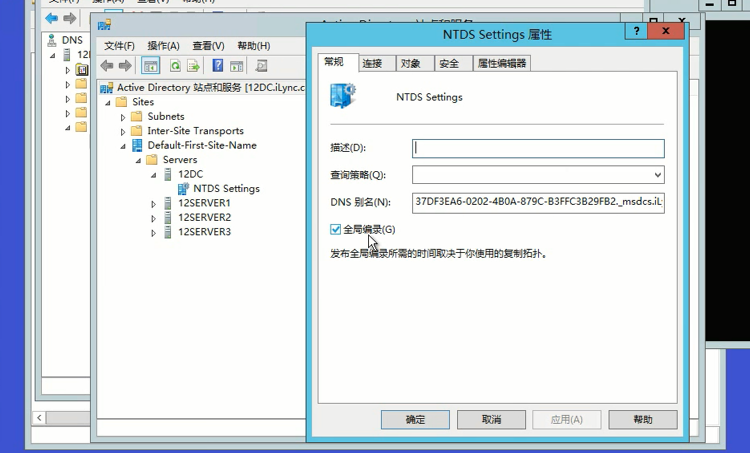 DNS
文件(F) 操作(A) 查看(V) 帮助(H)
Active Directory 站点和服务 [12DC.iLync.c
Sites
Subnets
Inter-Site Transports
Default-First-Site-Name
Servers
12DC
NTDS Settings
12SERVER1
12SERVER2
12SERVER3
NTDS Settings 属性
常规 连接 对象 安全 属性编辑器
NTDS Settings
描述(D):
查询策略(Q):
DNS 别名(N): 37DF3EA6-0202-4B0A-879C-B3FFC3B29FB2._msdcs.iL
全局编录(G)
发布全局编录所需的时间取决于你使用的复制拓扑。
确定 取消 应用(A) 帮助